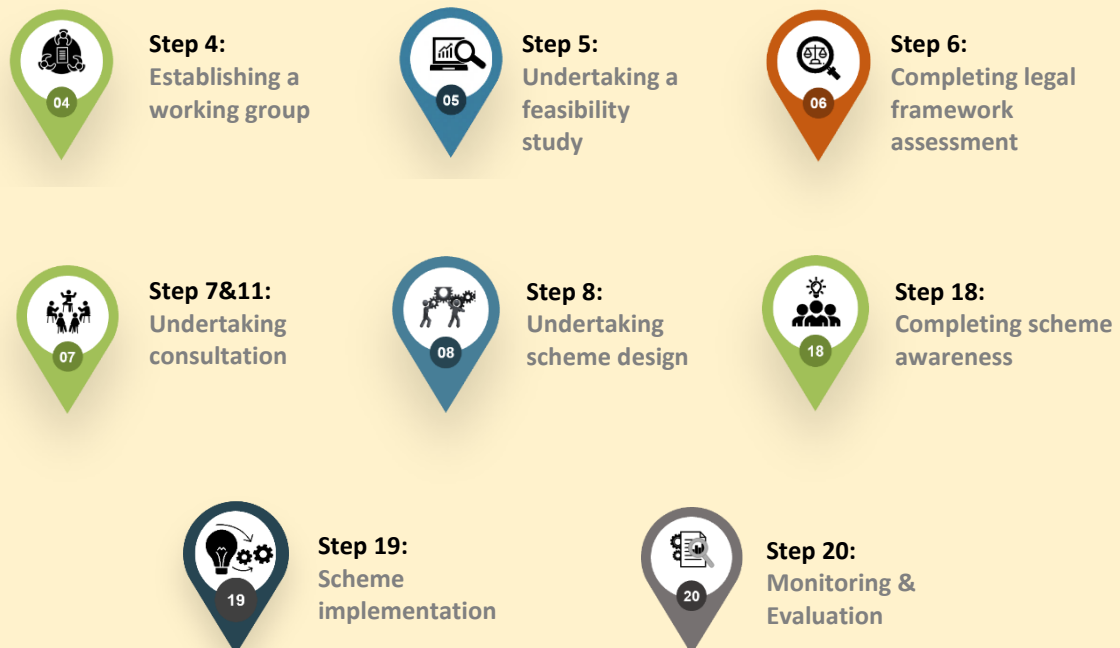 Step 4:
Establishing a
working group
04
Step 5:
Undertaking a
feasibility
study
05
Step 6:
Completing legal
framework
assessment
06
Step 7&11:
Undertaking
consultation
07
Step 8:
Undertaking
scheme design
08
Step 18:
Completing scheme
awareness
18
Step 19:
Scheme
implementation
19
Step 20:
Monitoring &
Evaluation
20